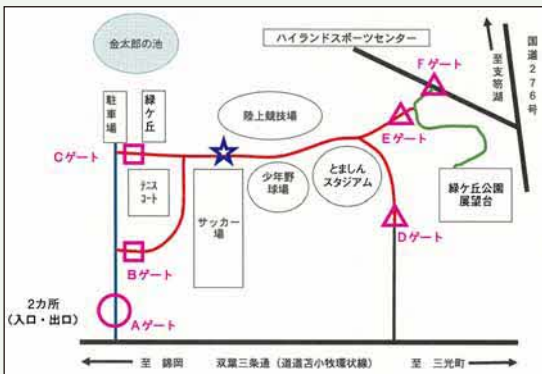 金太郎の池
ハイランドスポーツセンター
国道276号
至支笏湖
Fゲート
駐車場
緑ケ丘
陸上競技場
Cゲート
Eゲート
テニス
コート
少年野
球場
とましん
スタジアム
緑ケ丘公園
展望台
サッカー
場
Dゲート
Bゲート
2カ所
(入口・出口)
Aゲート
至 錦岡
双葉三条通(道道苫小牧環状線)
至 三光町